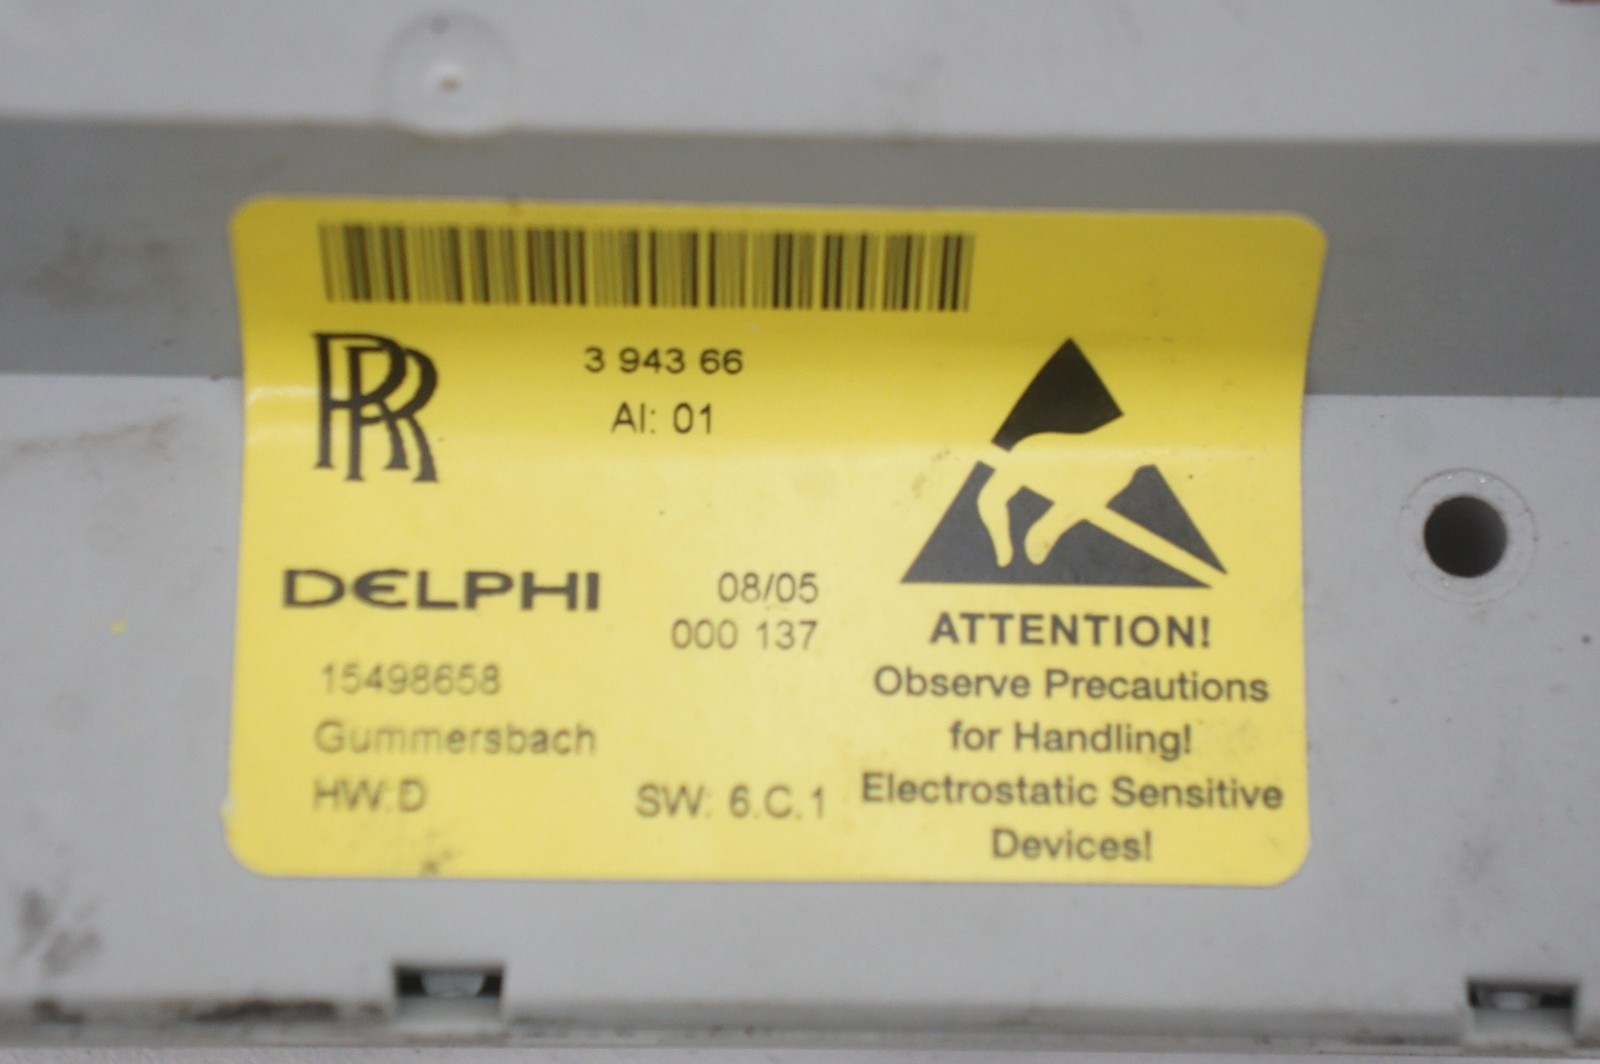 RR
3 943 66
AI: 01
DELPHI
08/05
000 137
15498658
Gummersbach
HW:D
SW: 6.C.1
ATTENTION!
Observe Precautions
for Handling!
Electrostatic Sensitive
Devices!